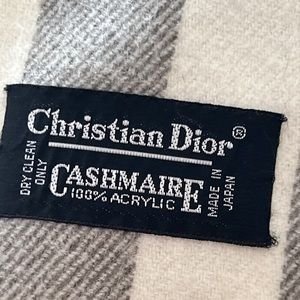 Christian Dior®
DRY CLEAN
ONLY
CASHMAIRE
100% ACRYLIC
MADE IN
JAPAN